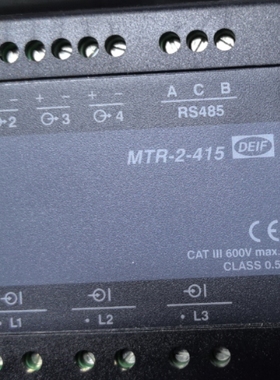 - + - + -
2 3 4
A C B
RS485
MTR-2-415 DEIF
CE
CAT III 600V max.
CLASS 0.5
L1 L2 L3